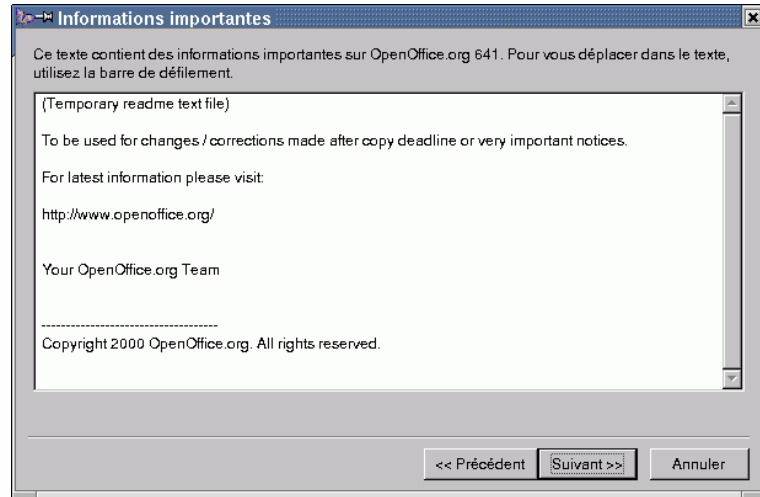 Informations importantes
Ce texte contient des informations importantes sur OpenOffice.org 641. Pour vous déplacer dans le texte,
utilisez la barre de défilement.
(Temporary readme text file)
To be used for changes / corrections made after copy deadline or very important notices.
For latest information please visit:
http://www.openoffice.org/
Your OpenOffice.org Team
------------------------------------
Copyright 2000 OpenOffice.org. All rights reserved.
<< Précédent
Suivant >>
Annuler